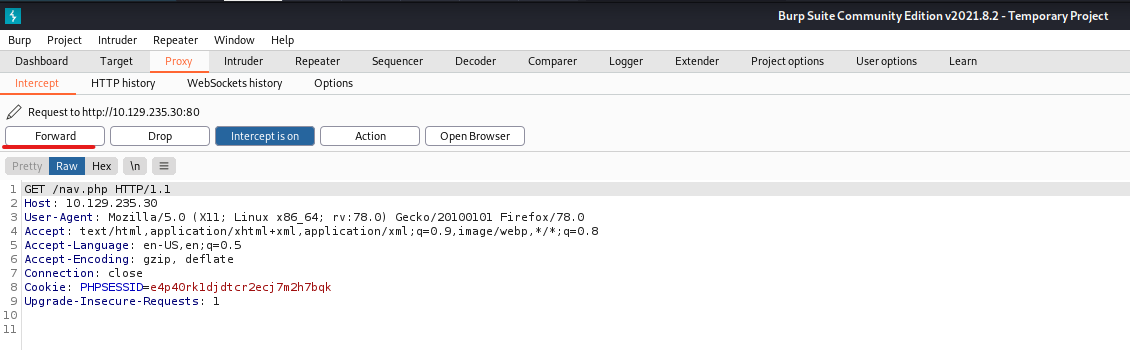 Burp Suite Community Edition v2021.8.2 - Temporary Project
Burp Project Intruder Repeater Window Help
Dashboard Target Proxy Intruder Repeater Sequencer Decoder Comparer Logger Extender Project options User options Learn
Intercept HTTP history WebSockets history Options
Request to http://10.129.235.30:80
Forward Drop Intercept is on Action Open Browser
Pretty Raw Hex \n
1 GET /nav.php HTTP/1.1
2 Host: 10.129.235.30
3 User-Agent: Mozilla/5.0 (X11; Linux x86_64; rv:78.0) Gecko/20100101 Firefox/78.0
4 Accept: text/html,application/xhtml+xml,application/xml;q=0.9,image/webp,*/*;q=0.8
5 Accept-Language: en-US,en;q=0.5
6 Accept-Encoding: gzip, deflate
7 Connection: close
8 Cookie: PHPSESSID=e4p40rk1djdtcr2ecj7m2h7bqk
9 Upgrade-Insecure-Requests: 1
10
11